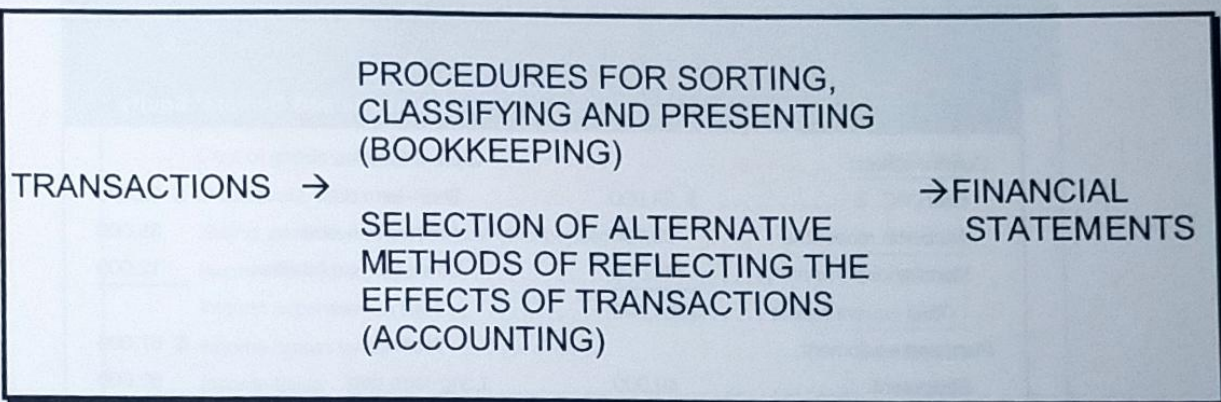 PROCEDURES FOR SORTING,
CLASSIFYING AND PRESENTING
(BOOKKEEPING)
TRANSACTIONS →
→FINANCIAL
STATEMENTS
SELECTION OF ALTERNATIVE
METHODS OF REFLECTING THE
EFFECTS OF TRANSACTIONS
(ACCOUNTING)